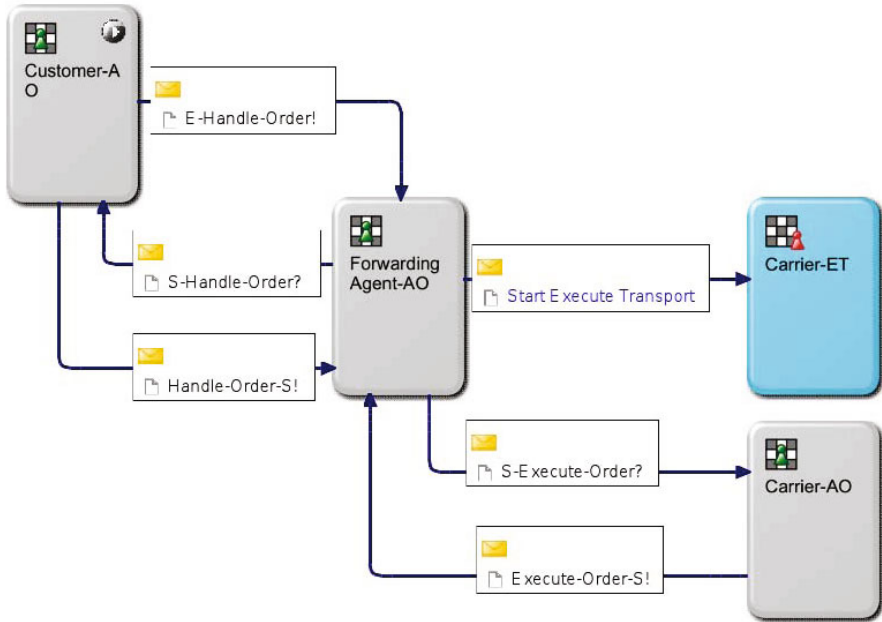 Customer-A
O
E-Handle-Order!
S-Handle-Order?
Handle-Order-S!
Forwarding
Agent-AO
Start Execute Transport
Carrier-ET
S-Execute-Order?
Carrier-AO
Execute-Order-S!